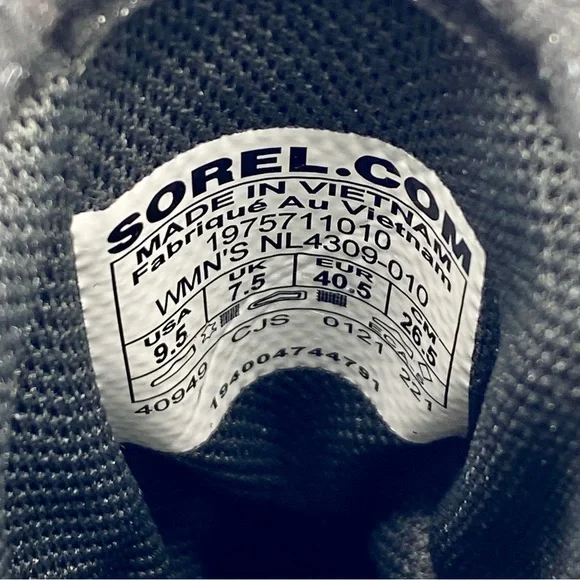 SOREL.COM
MADE IN VIETNAM
Fabriqué Au Vietnam
1975711010
WMN'S NL4309-010
USA UK EUR CM
9.5 7.5 40.5 26.5
40949 CJS 0121
194004744791